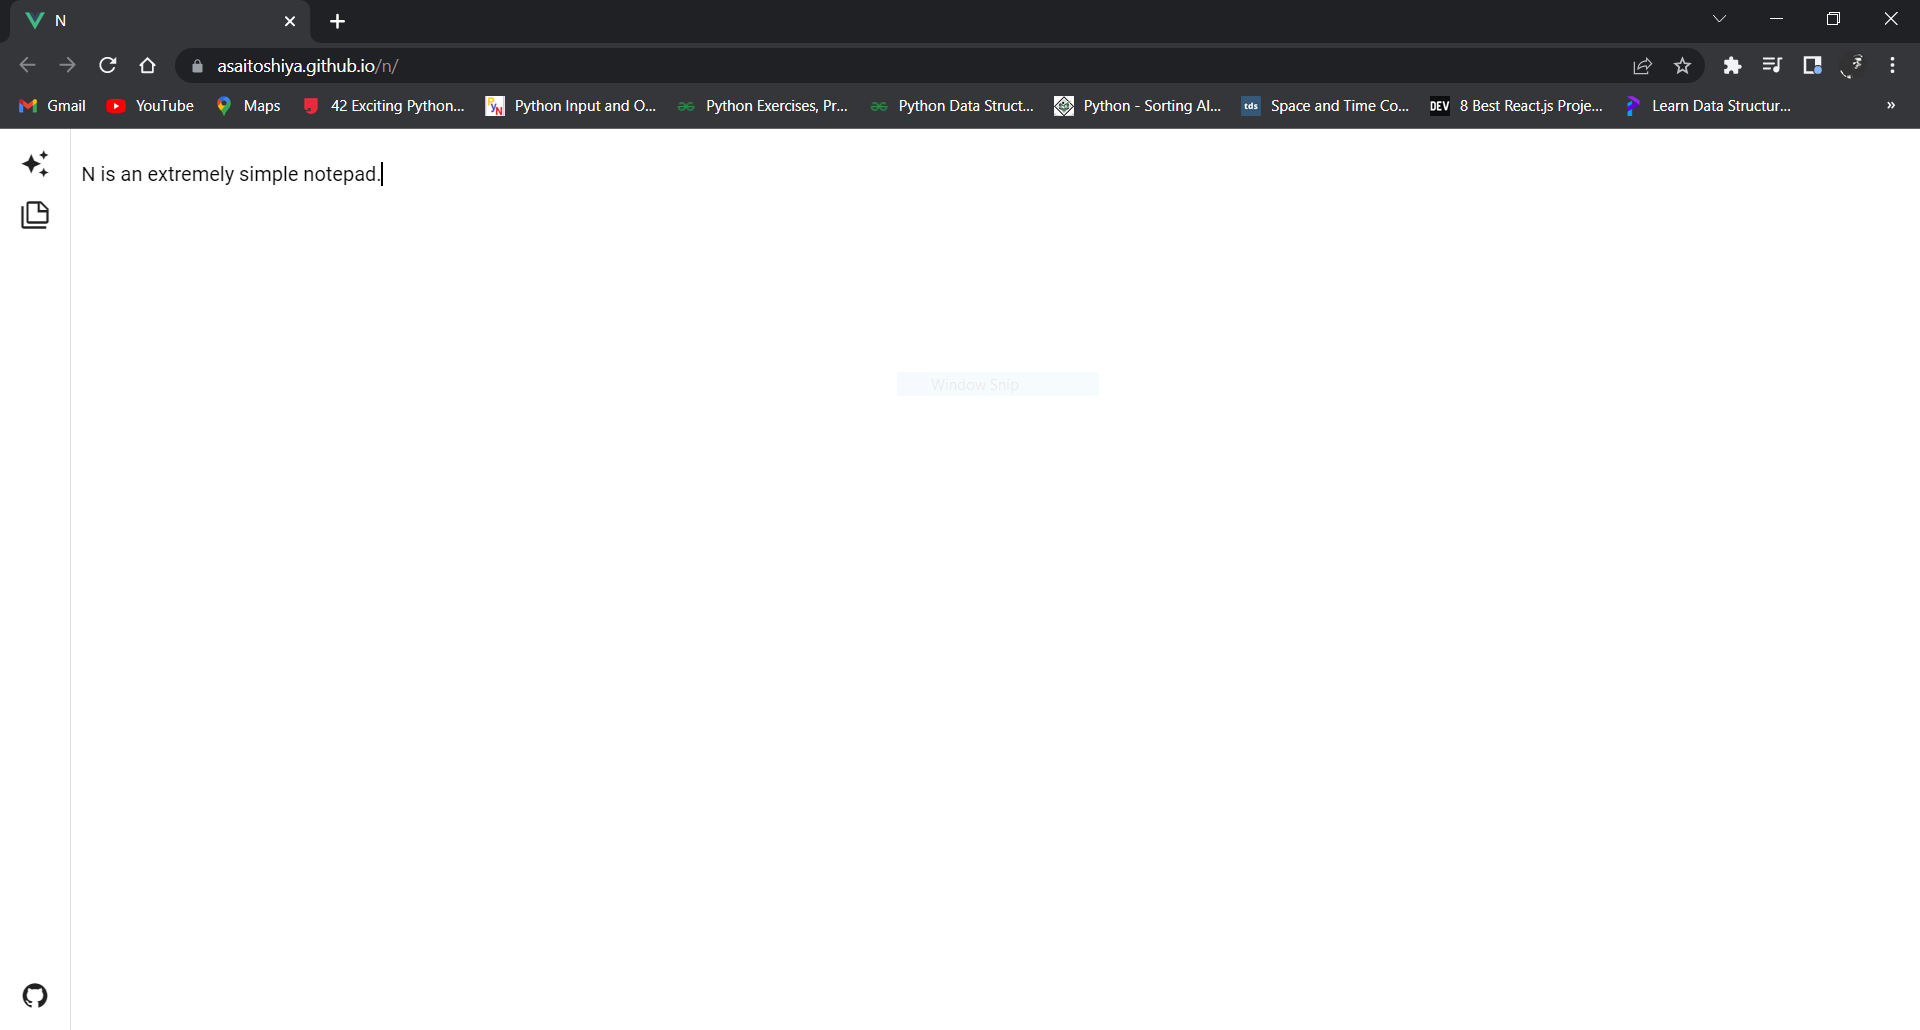 N
asaitoshiya.github.io/n/
Gmail YouTube Maps 42 Exciting Python... Python Input and O... Python Exercises, Pr... Python Data Struct... Python - Sorting Al... tds Space and Time Co... DEV 8 Best React.js Proje... Learn Data Structur... »
N is an extremely simple notepad.
Window Snip